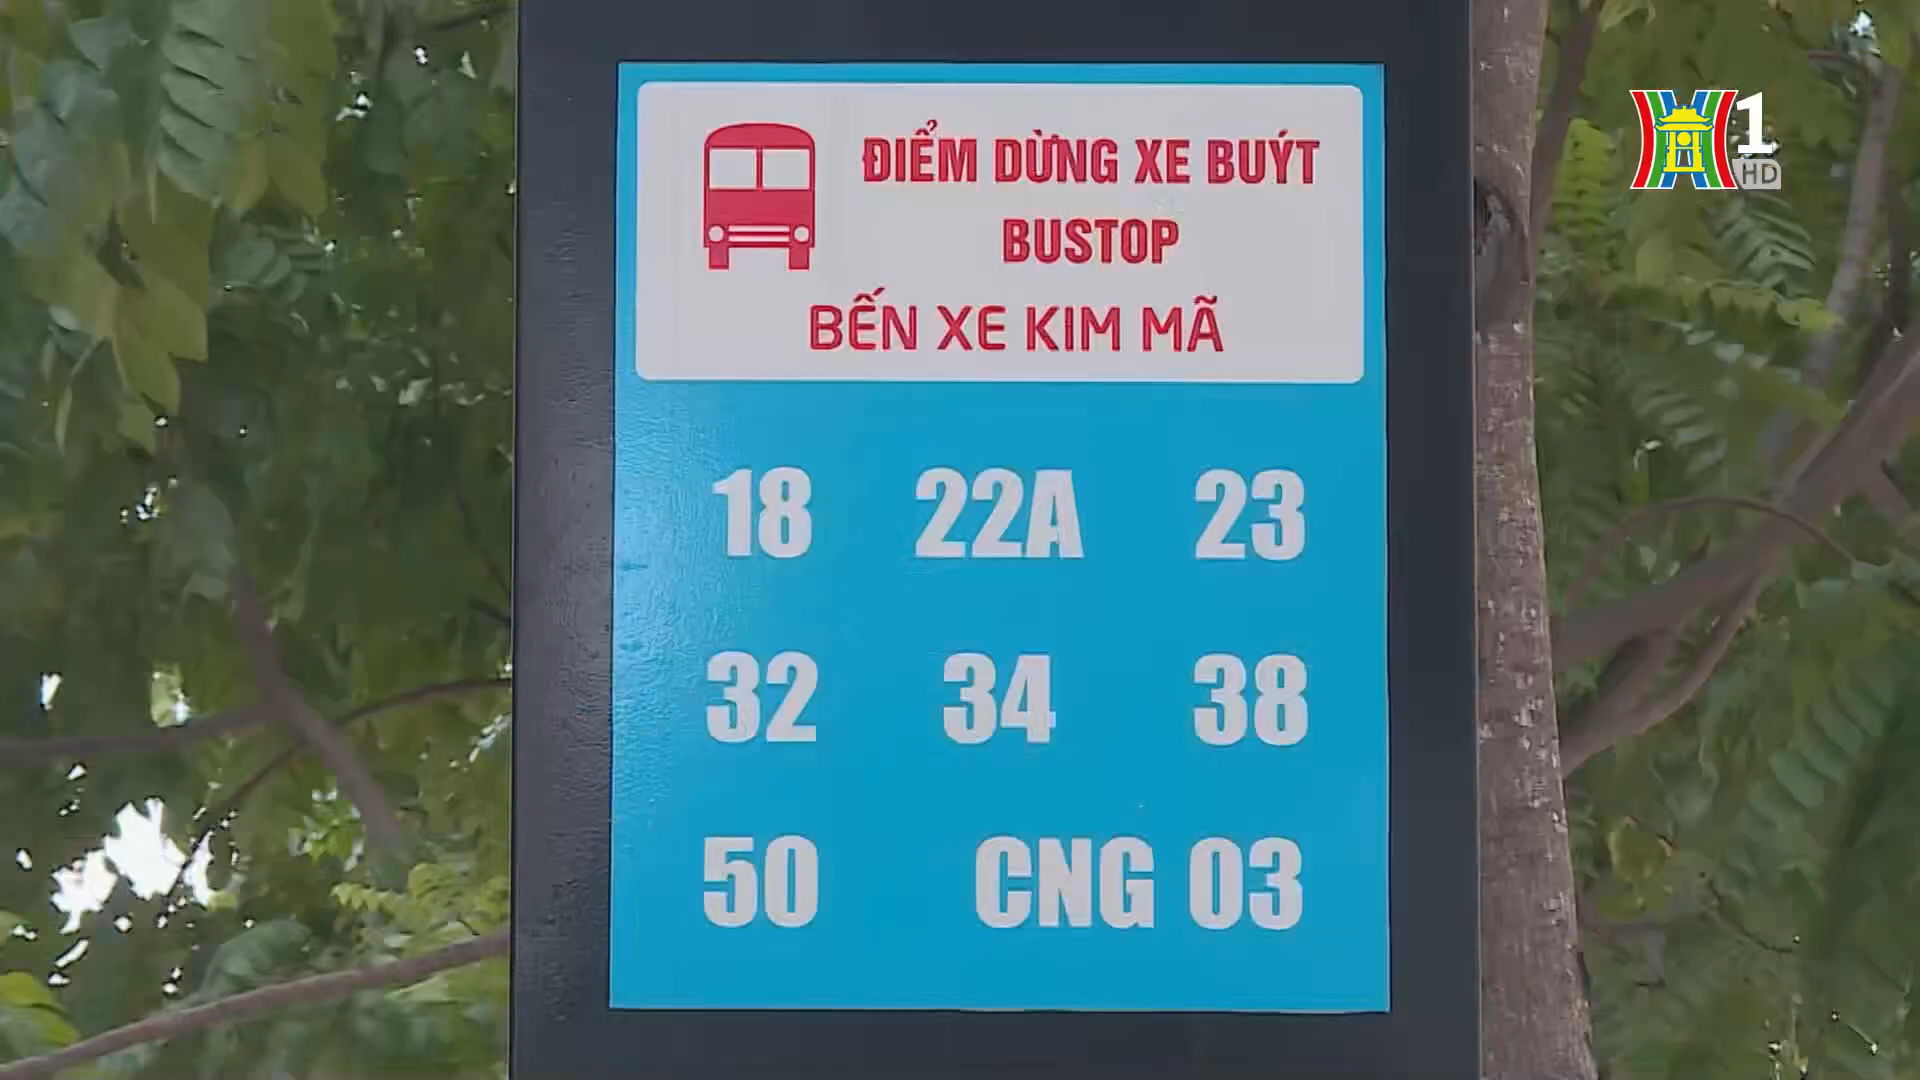 ĐIỂM DỪNG XE BUÝT
BUSTOP
BẾN XE KIM MÃ
18 22A 23
32 34 38
50 CNG 03
1
HD